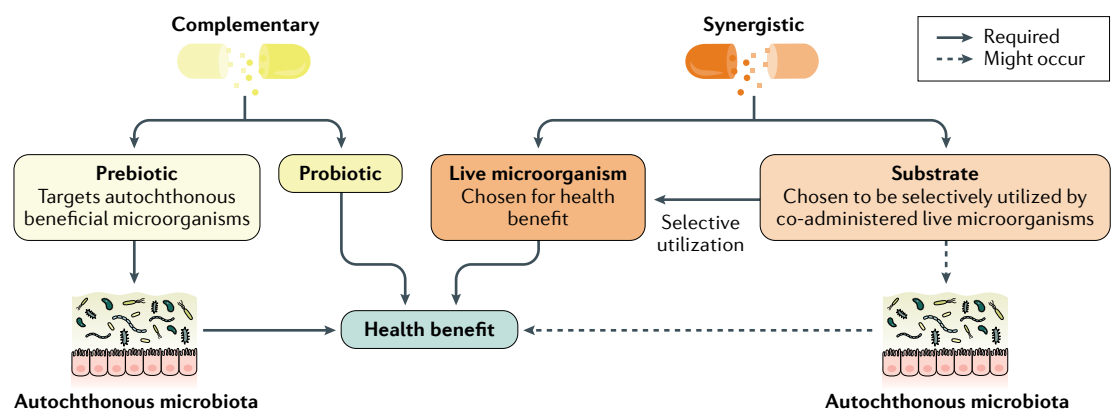 Complementary
Synergistic
Required
Might occur
Prebiotic
Targets autochthonous
beneficial microorganisms
Probiotic
Live microorganism
Chosen for health
benefit
Selective
utilization
Substrate
Chosen to be selectively utilized by
co-administered live microorganisms
Health benefit
Autochthonous microbiota
Autochthonous microbiota